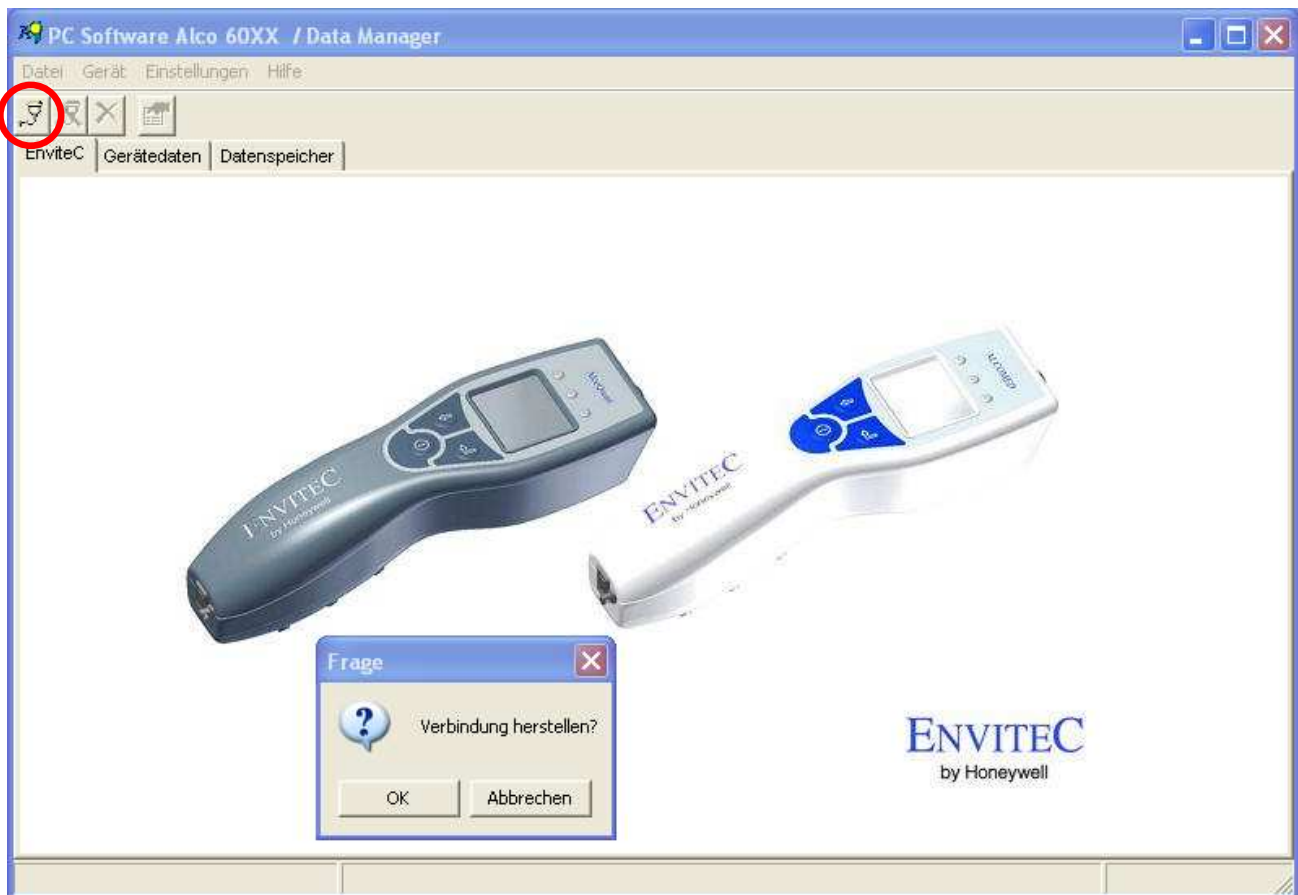 PC Software Alco 60XX / Data Manager
Datei Gerät Einstellungen Hilfe
EnviteC Gerätedaten Datenspeicher
ENVITEC
by Honeywell
ALCOMED
ENVITEC
by Honeywell
Frage
Verbindung herstellen?
OK Abbrechen
ENVITEC
by Honeywell